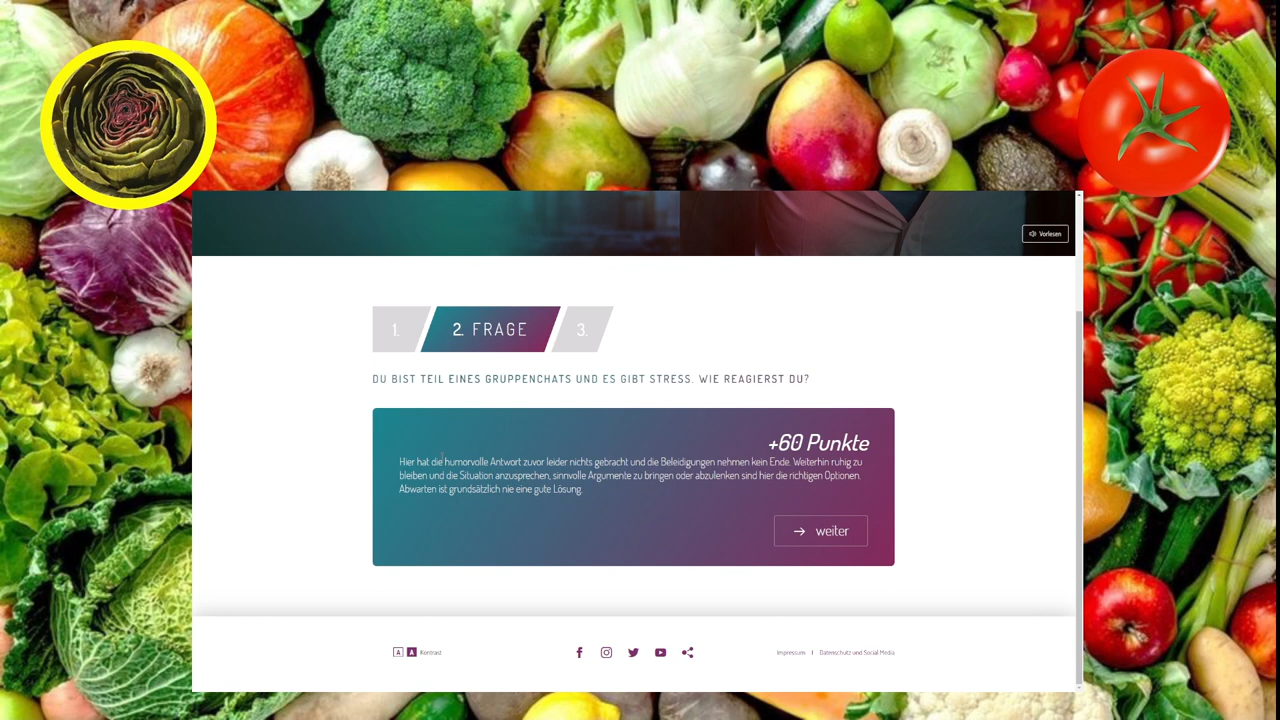 Vorlesen
1. 2. FRAGE 3.
DU BIST TEIL EINES GRUPPENCHATS UND ES GIBT STRESS. WIE REAGIERST DU?
+60 Punkte
Hier hat die humorvolle Antwort zuvor leider nichts gebracht und die Beleidigungen nehmen kein Ende. Weiterhin ruhig zu
bleiben und die Situation anzusprechen, sinnvolle Argumente zu bringen oder abzulenken sind hier die richtigen Optionen.
Abwarten ist grundsätzlich nie eine gute Lösung.
→ weiter
A A Kontrast
Impressum | Datenschutz und Social Media